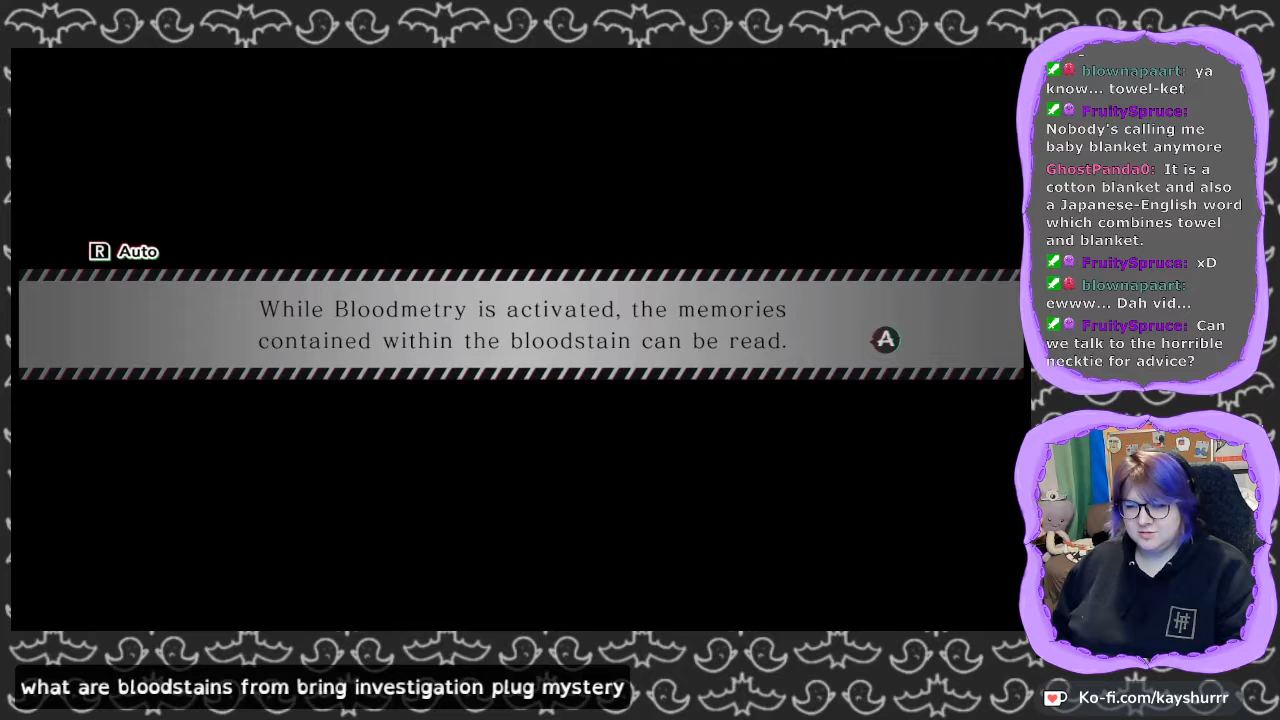 blownapaart: ya
know... towel-ket
FruitySpruce:
Nobody's calling me
baby blanket anymore
GhostPanda0: It is a
cotton blanket and also
a Japanese-English word
which combines towel
and blanket.
FruitySpruce: xD
blownapaart:
ewww... Dah vid...
FruitySpruce: Can
we talk to the horrible
necktie for advice?
R Auto
While Bloodmetry is activated, the memories
contained within the bloodstain can be read.
A
what are bloodstains from bring investigation plug mystery
Ko-fi.com/kayshurrr